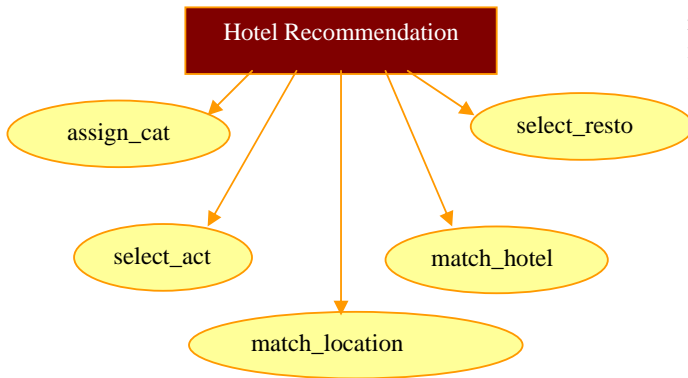 Hotel Recommendation
assign_cat
select_resto
select_act
match_hotel
match_location